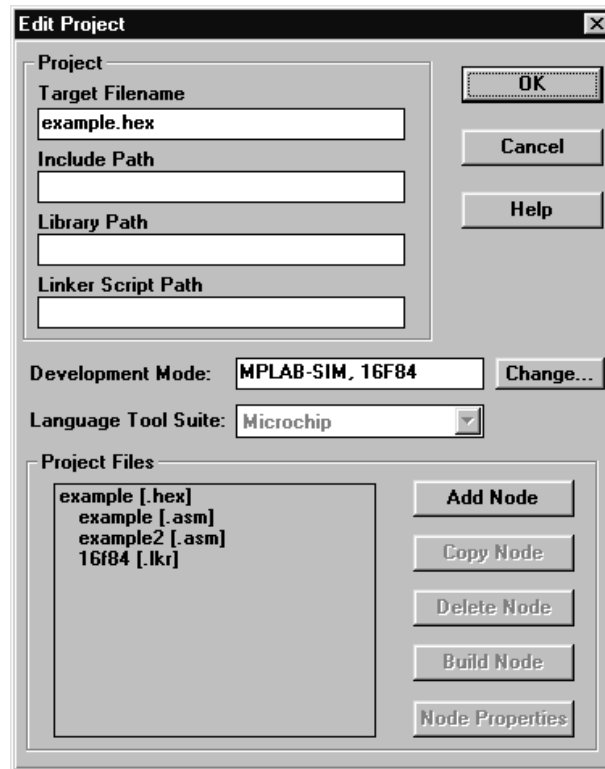 Edit Project
Project
Target Filename
example.hex
Include Path
Library Path
Linker Script Path
OK
Cancel
Help
Development Mode: MPLAB-SIM, 16F84 Change...
Language Tool Suite: Microchip
Project Files
example [.hex]
example [.asm]
example2 [.asm]
16f84 [.lkr]
Add Node
Copy Node
Delete Node
Build Node
Node Properties